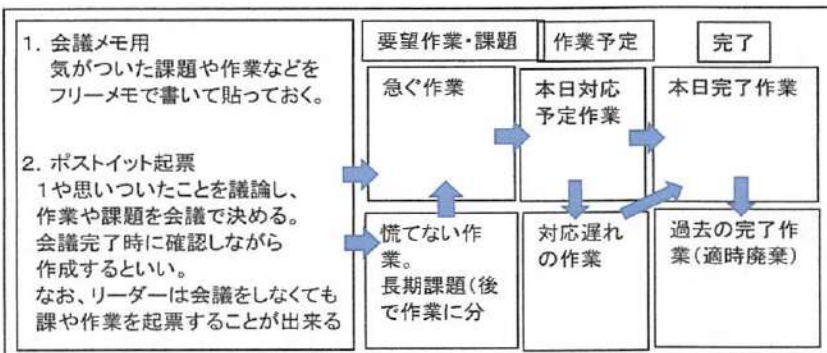 1. 会議メモ用
気がついた課題や作業などを
フリーメモで書いて貼っておく。
2. ポストイット起票
1や思いついたことを議論し、
作業や課題を会議で決める。
会議完了時に確認しながら
作成するといい。
なお、リーダーは会議をしなくても
課や作業を起票することが出来る
要望作業・課題
急ぐ作業
慌てない作
業。
長期課題(後
で作業に分
作業予定
本日対応
予定作業
対応遅れ
の作業
完了
本日完了作業
過去の完了作
業(適時廃棄)